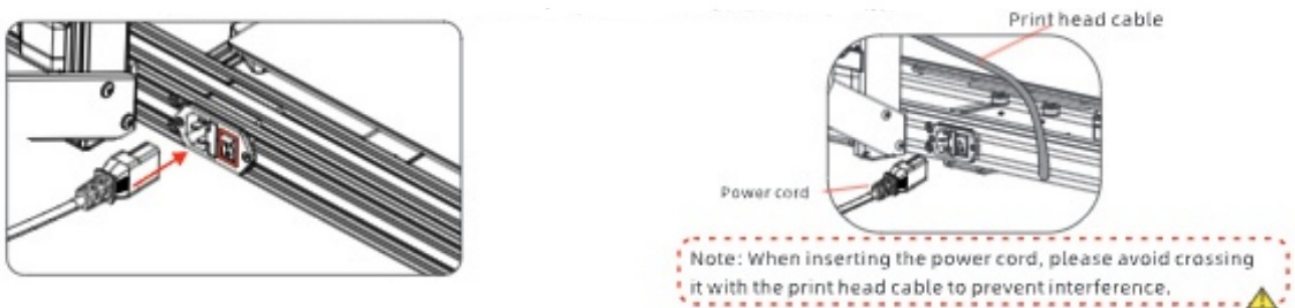 Print head cable
Power cord
Note: When inserting the power cord, please avoid crossing
it with the print head cable to prevent interference.